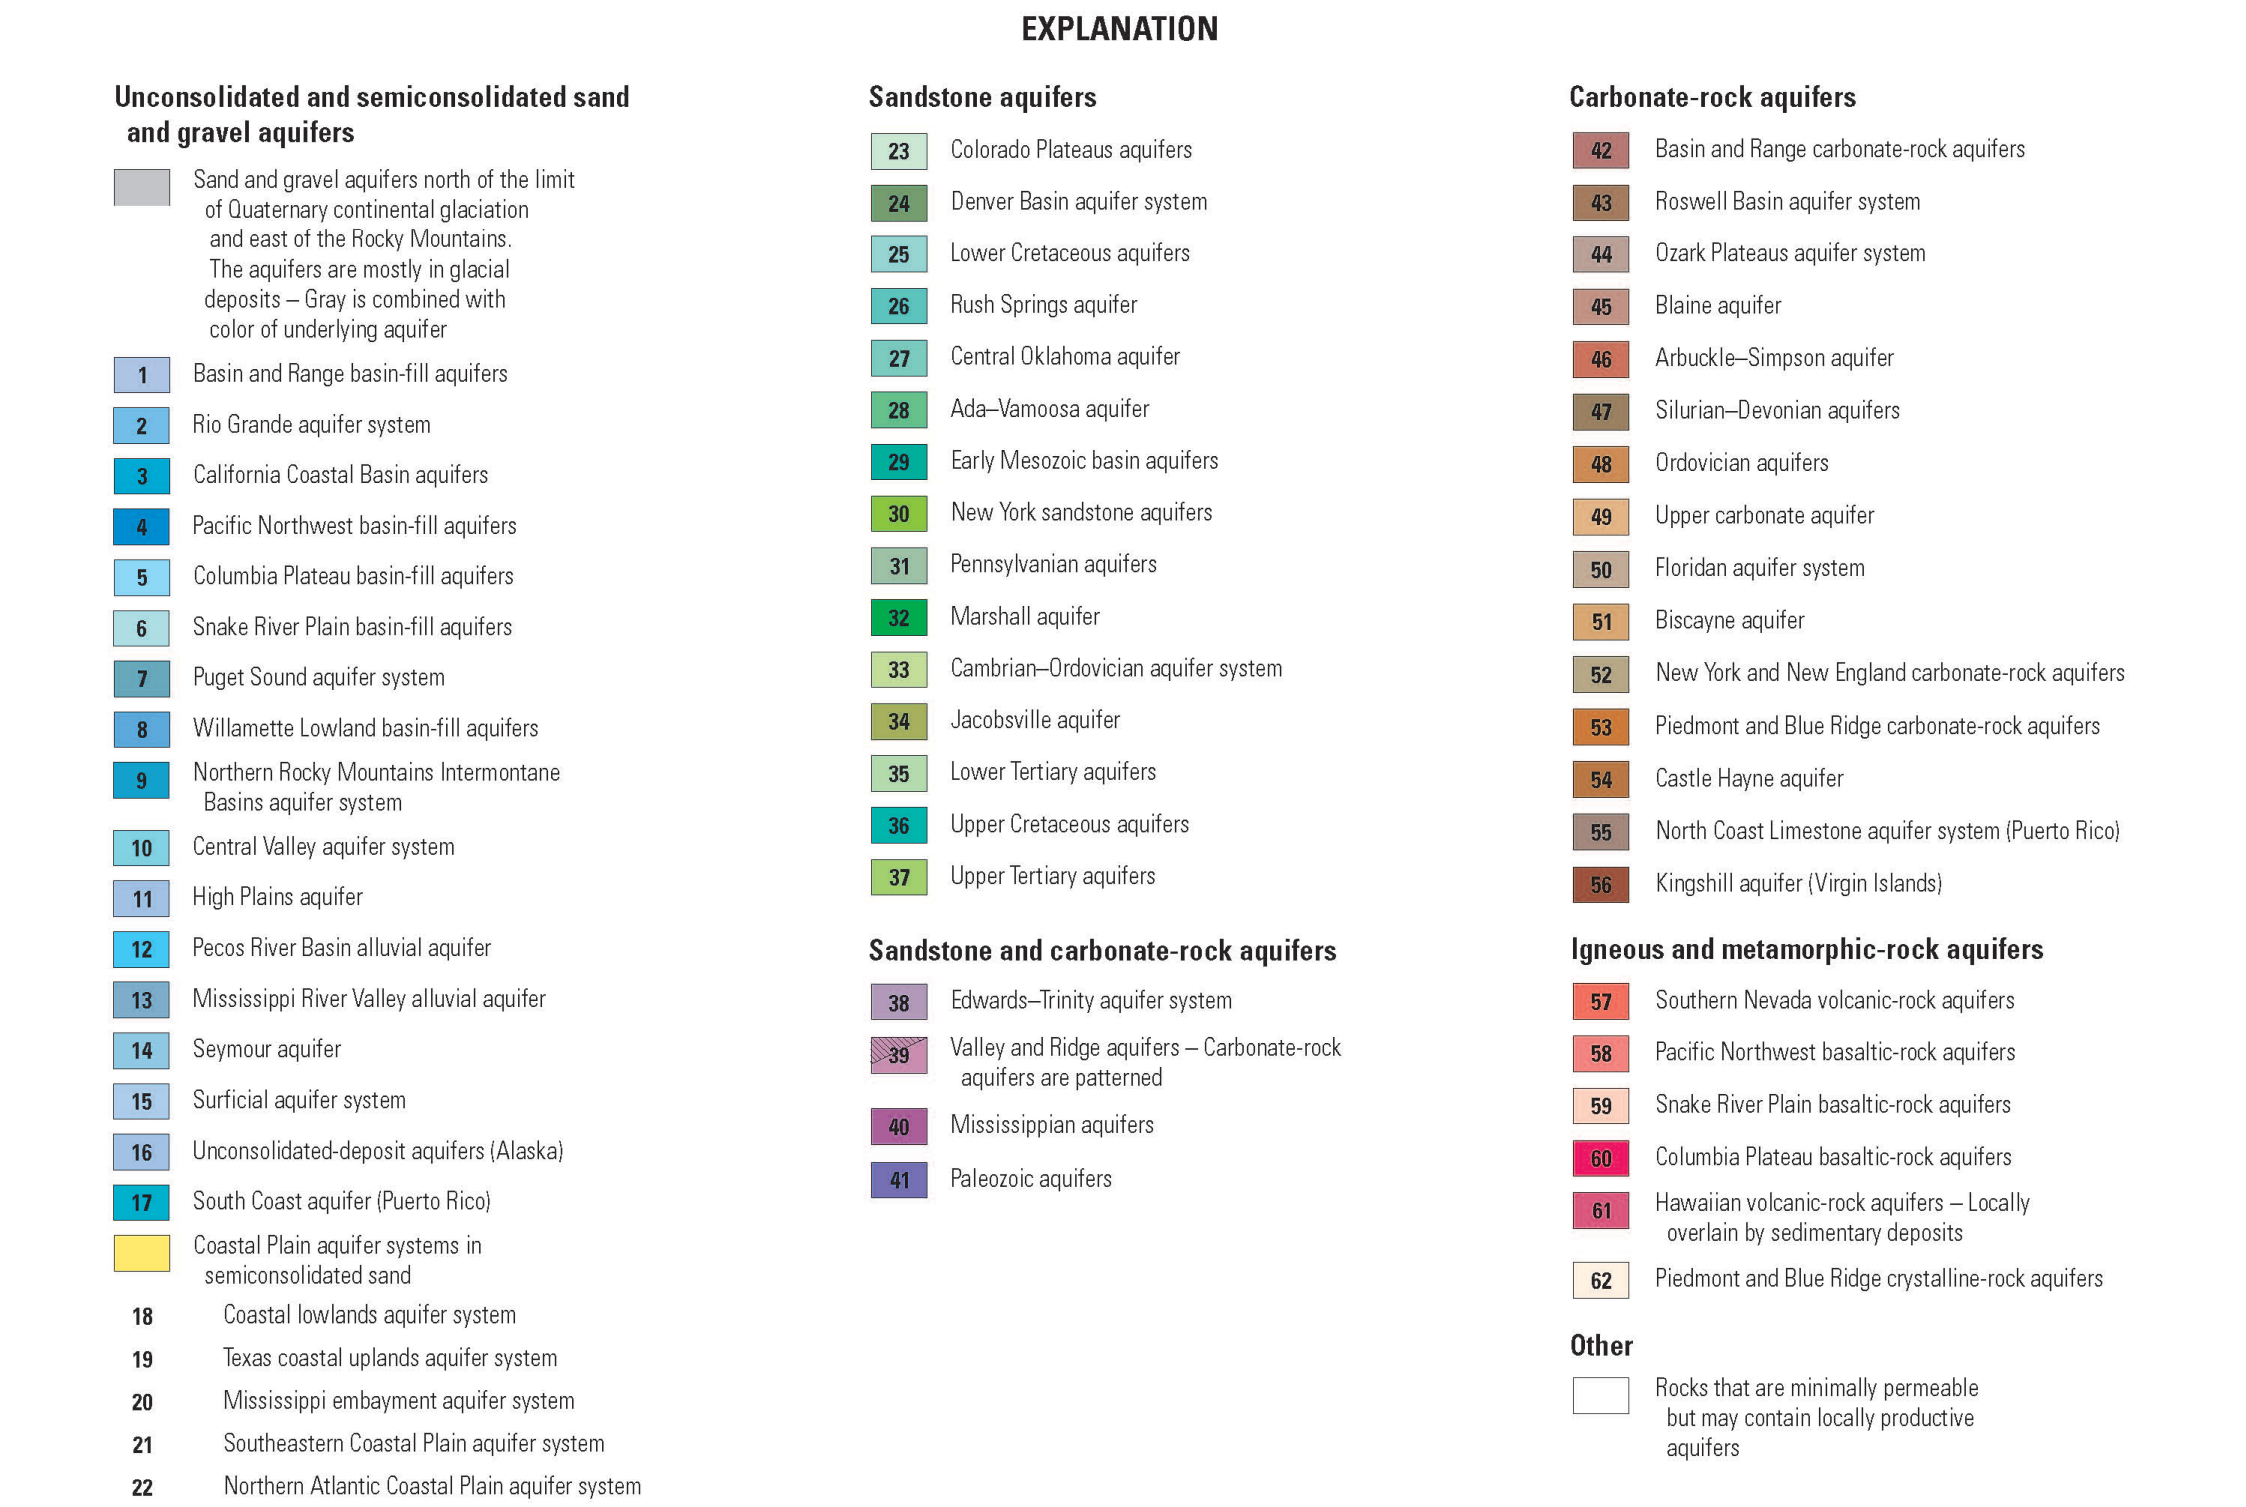 EXPLANATION
Unconsolidated and semiconsolidated sand
and gravel aquifers
Sand and gravel aquifers north of the limit
of Quaternary continental glaciation
and east of the Rocky Mountains.
The aquifers are mostly in glacial
deposits – Gray is combined with
color of underlying aquifer
1 Basin and Range basin-fill aquifers
2 Rio Grande aquifer system
3 California Coastal Basin aquifers
4 Pacific Northwest basin-fill aquifers
5 Columbia Plateau basin-fill aquifers
6 Snake River Plain basin-fill aquifers
7 Puget Sound aquifer system
8 Willamette Lowland basin-fill aquifers
9 Northern Rocky Mountains Intermontane
Basins aquifer system
10 Central Valley aquifer system
11 High Plains aquifer
12 Pecos River Basin alluvial aquifer
13 Mississippi River Valley alluvial aquifer
14 Seymour aquifer
15 Surficial aquifer system
16 Unconsolidated-deposit aquifers (Alaska)
17 South Coast aquifer (Puerto Rico)
Coastal Plain aquifer systems in
semiconsolidated sand
18 Coastal lowlands aquifer system
19 Texas coastal uplands aquifer system
20 Mississippi embayment aquifer system
21 Southeastern Coastal Plain aquifer system
22 Northern Atlantic Coastal Plain aquifer system
Sandstone aquifers
23 Colorado Plateaus aquifers
24 Denver Basin aquifer system
25 Lower Cretaceous aquifers
26 Rush Springs aquifer
27 Central Oklahoma aquifer
28 Ada–Vamoosa aquifer
29 Early Mesozoic basin aquifers
30 New York sandstone aquifers
31 Pennsylvanian aquifers
32 Marshall aquifer
33 Cambrian–Ordovician aquifer system
34 Jacobsville aquifer
35 Lower Tertiary aquifers
36 Upper Cretaceous aquifers
37 Upper Tertiary aquifers
Sandstone and carbonate-rock aquifers
38 Edwards–Trinity aquifer system
39 Valley and Ridge aquifers – Carbonate-rock
aquifers are patterned
40 Mississippian aquifers
41 Paleozoic aquifers
Carbonate-rock aquifers
42 Basin and Range carbonate-rock aquifers
43 Roswell Basin aquifer system
44 Ozark Plateaus aquifer system
45 Blaine aquifer
46 Arbuckle–Simpson aquifer
47 Silurian–Devonian aquifers
48 Ordovician aquifers
49 Upper carbonate aquifer
50 Floridan aquifer system
51 Biscayne aquifer
52 New York and New England carbonate-rock aquifers
53 Piedmont and Blue Ridge carbonate-rock aquifers
54 Castle Hayne aquifer
55 North Coast Limestone aquifer system (Puerto Rico)
56 Kingshill aquifer (Virgin Islands)
Igneous and metamorphic-rock aquifers
57 Southern Nevada volcanic-rock aquifers
58 Pacific Northwest basaltic-rock aquifers
59 Snake River Plain basaltic-rock aquifers
60 Columbia Plateau basaltic-rock aquifers
61 Hawaiian volcanic-rock aquifers – Locally
overlain by sedimentary deposits
62 Piedmont and Blue Ridge crystalline-rock aquifers
Other
Rocks that are minimally permeable
but may contain locally productive
aquifers